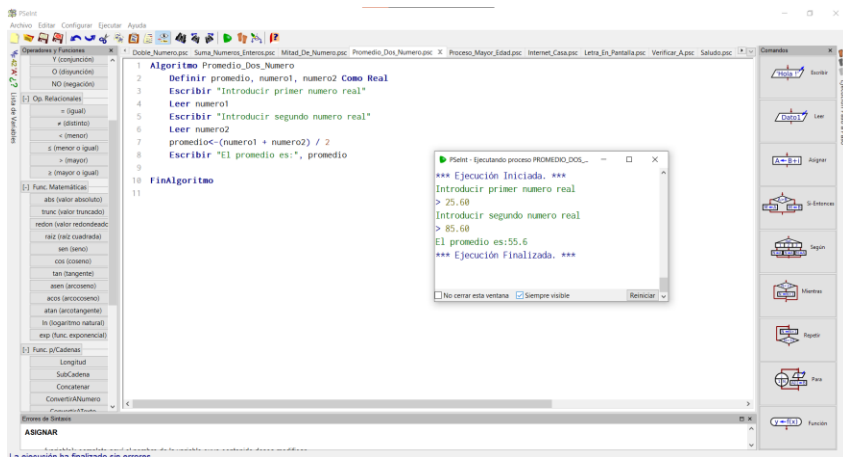 PSeInt
Archivo Editar Configurar Ejecutar Ayuda
Operadores y Funciones
Y (conjunción)
O (disyunción)
NO (negación)
[-] Op. Relacionales
= (igual)
≠ (distinto)
< (menor)
≤ (menor o igual)
> (mayor)
≥ (mayor o igual)
[-] Func. Matemáticas
abs (valor absoluto)
trunc (valor truncado)
redon (valor redondeado
raiz (raíz cuadrada)
sen (seno)
cos (coseno)
tan (tangente)
asen (arcoseno)
acos (arcocoseno)
atan (arcotangente)
ln (logaritmo natural)
exp (func. exponencial)
[-] Func. p/Cadenas
Longitud
SubCadena
Concatenar
ConvertirANumero
ConvertirATexto
Lista de Variables
Doble_Numero.psc Suma_Numeros_Enteros.psc Mitad_De_Numero.psc Promedio_Dos_Numero.psc X Proceso_Mayor_Edad.psc Internet_Casa.psc Letra_En_Pantalla.psc Verificar_A.psc Saludo.psc
1 Algoritmo Promedio_Dos_Numero
2 Definir promedio, numero1, numero2 Como Real
3 Escribir "Introducir primer numero real"
4 Leer numero1
5 Escribir "Introducir segundo numero real"
6 Leer numero2
7 promedio<-(numero1 + numero2) / 2
8 Escribir "El promedio es:", promedio
9
10 FinAlgoritmo
11
PSeInt - Ejecutando proceso PROMEDIO_DOS_...
*** Ejecución Iniciada. ***
Introducir primer numero real
> 25.60
Introducir segundo numero real
> 85.60
El promedio es:55.6
*** Ejecución Finalizada. ***
No cerrar esta ventana Siempre visible Reiniciar
Comandos
'Hola !' Escribir
Dato1 Leer
A←B+1 Asignar
Si-Entonces
Según
Mientras
Repetir
Para
y←f(x) Función
Errores de Sintaxis
ASIGNAR
La ejecución ha finalizado sin errores.